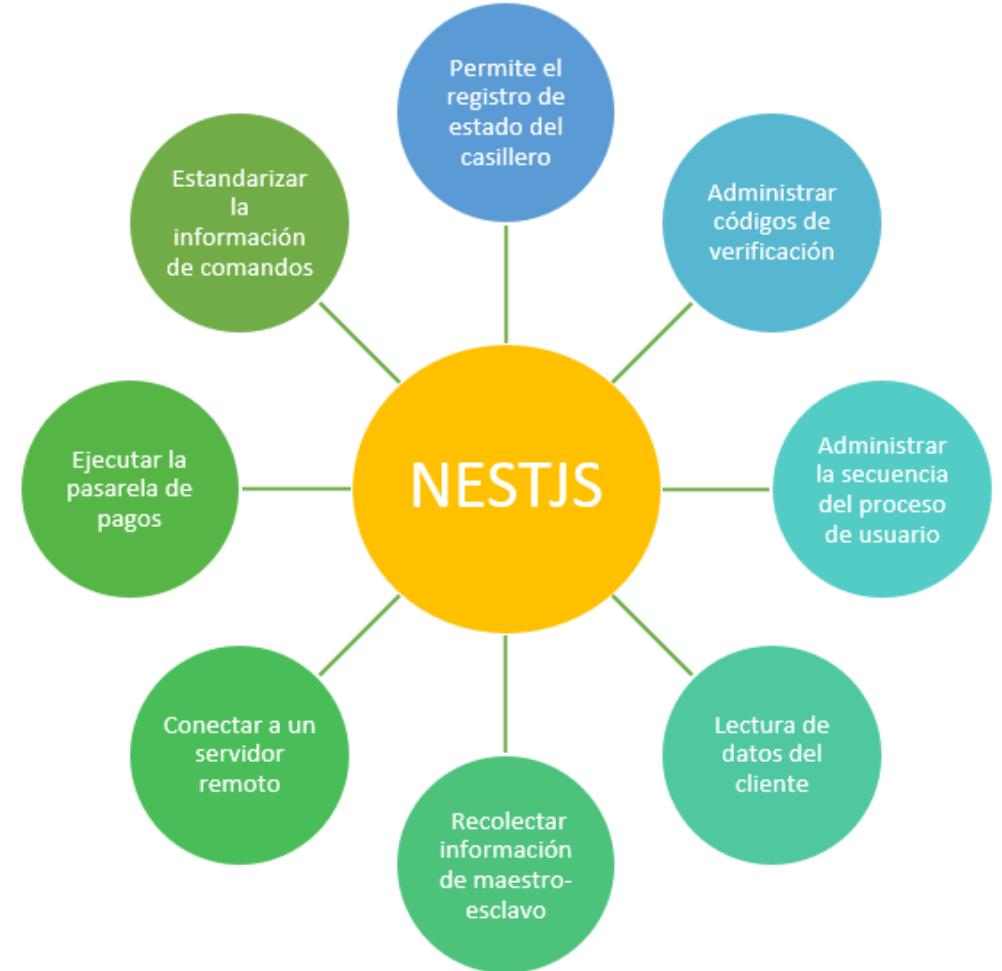 Permite el
registro de
estado del
casillero
Administrar
códigos de
verificación
Administrar
la secuencia
del proceso
de usuario
Lectura de
datos del
cliente
Recolectar
información
de maestro-
esclavo
Conectar a un
servidor
remoto
Ejecutar la
pasarela de
pagos
Estandarizar
la
información
de comandos
NESTJS